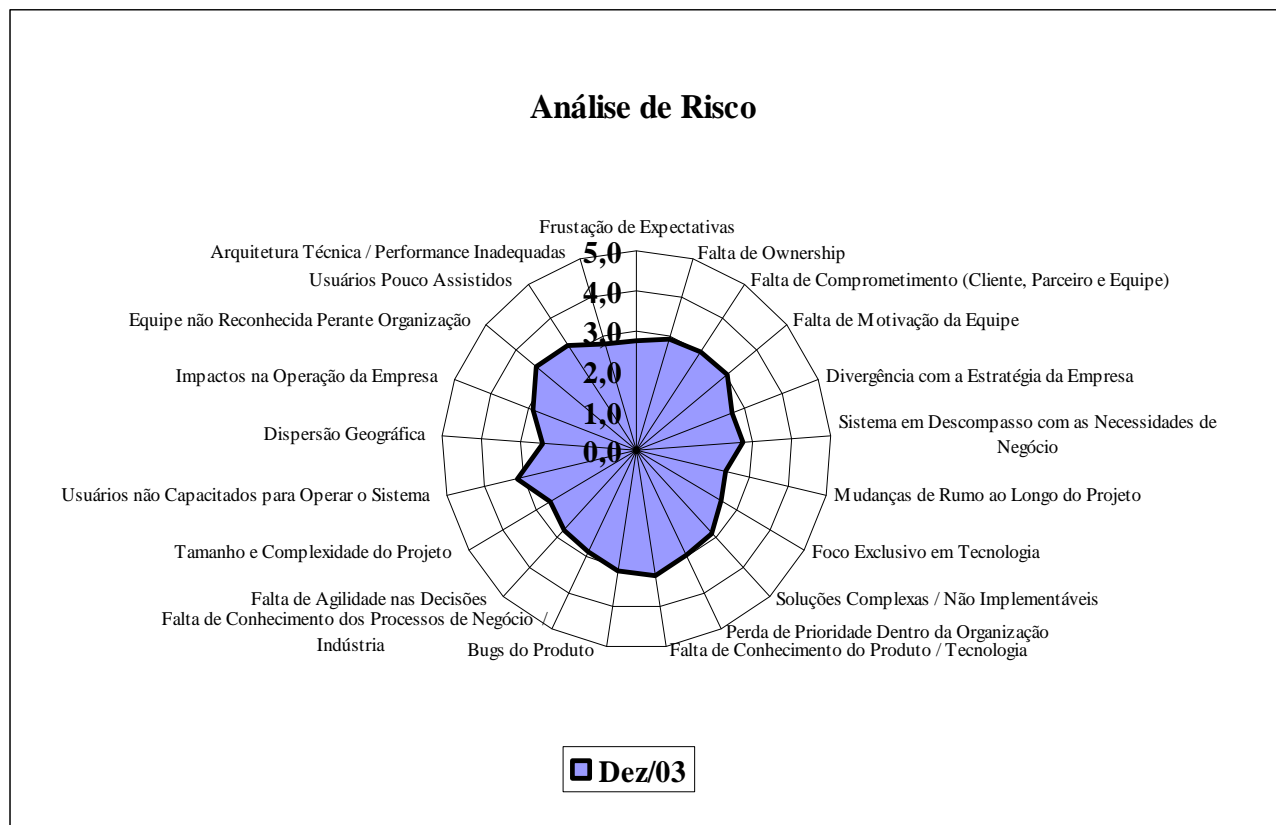 Análise de Risco
Frustação de Expectativas
Arquitetura Técnica / Performance Inadequadas
5,0
Falta de Ownership
Usuários Pouco Assistidos
4,0
Falta de Comprometimento (Cliente, Parceiro e Equipe)
Equipe não Reconhecida Perante Organização
3,0
Falta de Motivação da Equipe
Impactos na Operação da Empresa
2,0
Divergência com a Estratégia da Empresa
Dispersão Geográfica
1,0
Sistema em Descompasso com as Necessidades de
Negócio
0,0
Usuários não Capacitados para Operar o Sistema
Mudanças de Rumo ao Longo do Projeto
Tamanho e Complexidade do Projeto
Foco Exclusivo em Tecnologia
Falta de Agilidade nas Decisões
Soluções Complexas / Não Implementáveis
Falta de Conhecimento dos Processos de Negócio /
Indústria
Perda de Prioridade Dentro da Organização
Bugs do Produto
Falta de Conhecimento do Produto / Tecnologia
Dez/03